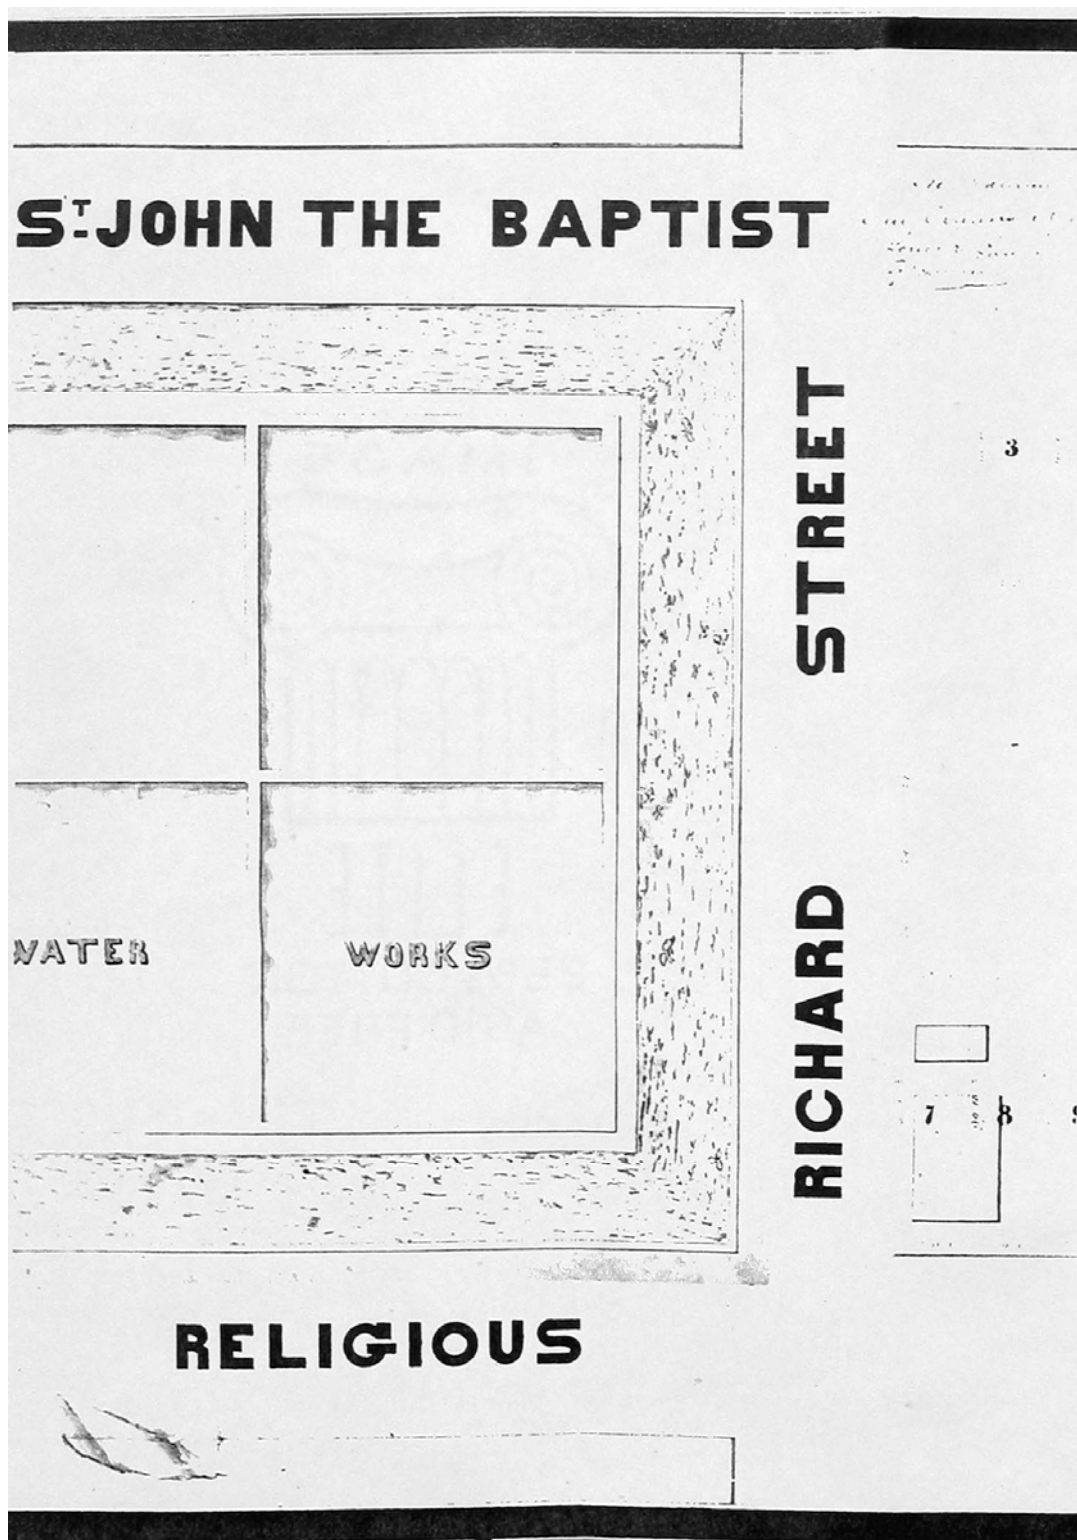 ST JOHN THE BAPTIST
STREET
3
WATER WORKS
RICHARD
7 8
RELIGIOUS